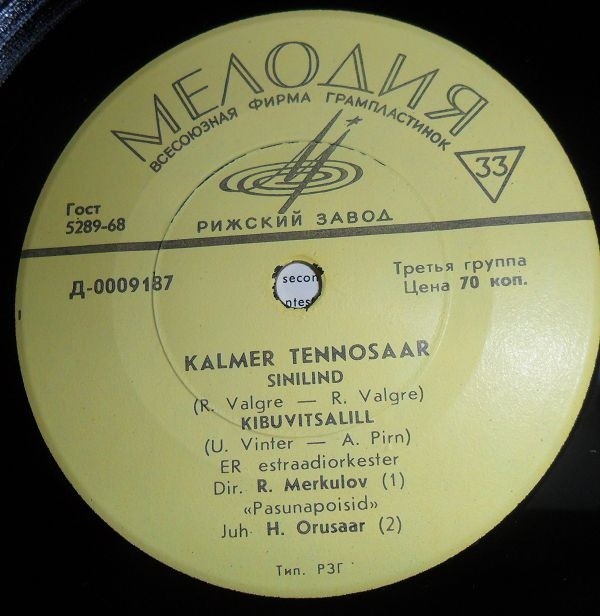 МЕЛОДИЯ
ВСЕСОЮЗНАЯ ФИРМА ГРАМПЛАСТИНОК
33
Гост
5289-68
РИЖСКИЙ ЗАВОД
Д-0009187
Третья группа
Цена 70 коп.
secon
ntes
KALMER TENNOSAAR
SINILIND
(R. Valgre — R. Valgre)
KIBUVITSALILL
(U. Vinter — A. Pirn)
ER estraadiorkester
Dir. R. Merkulov (1)
«Pasunapoisid»
Juh. H. Orusaar (2)
Тип. РЗГ